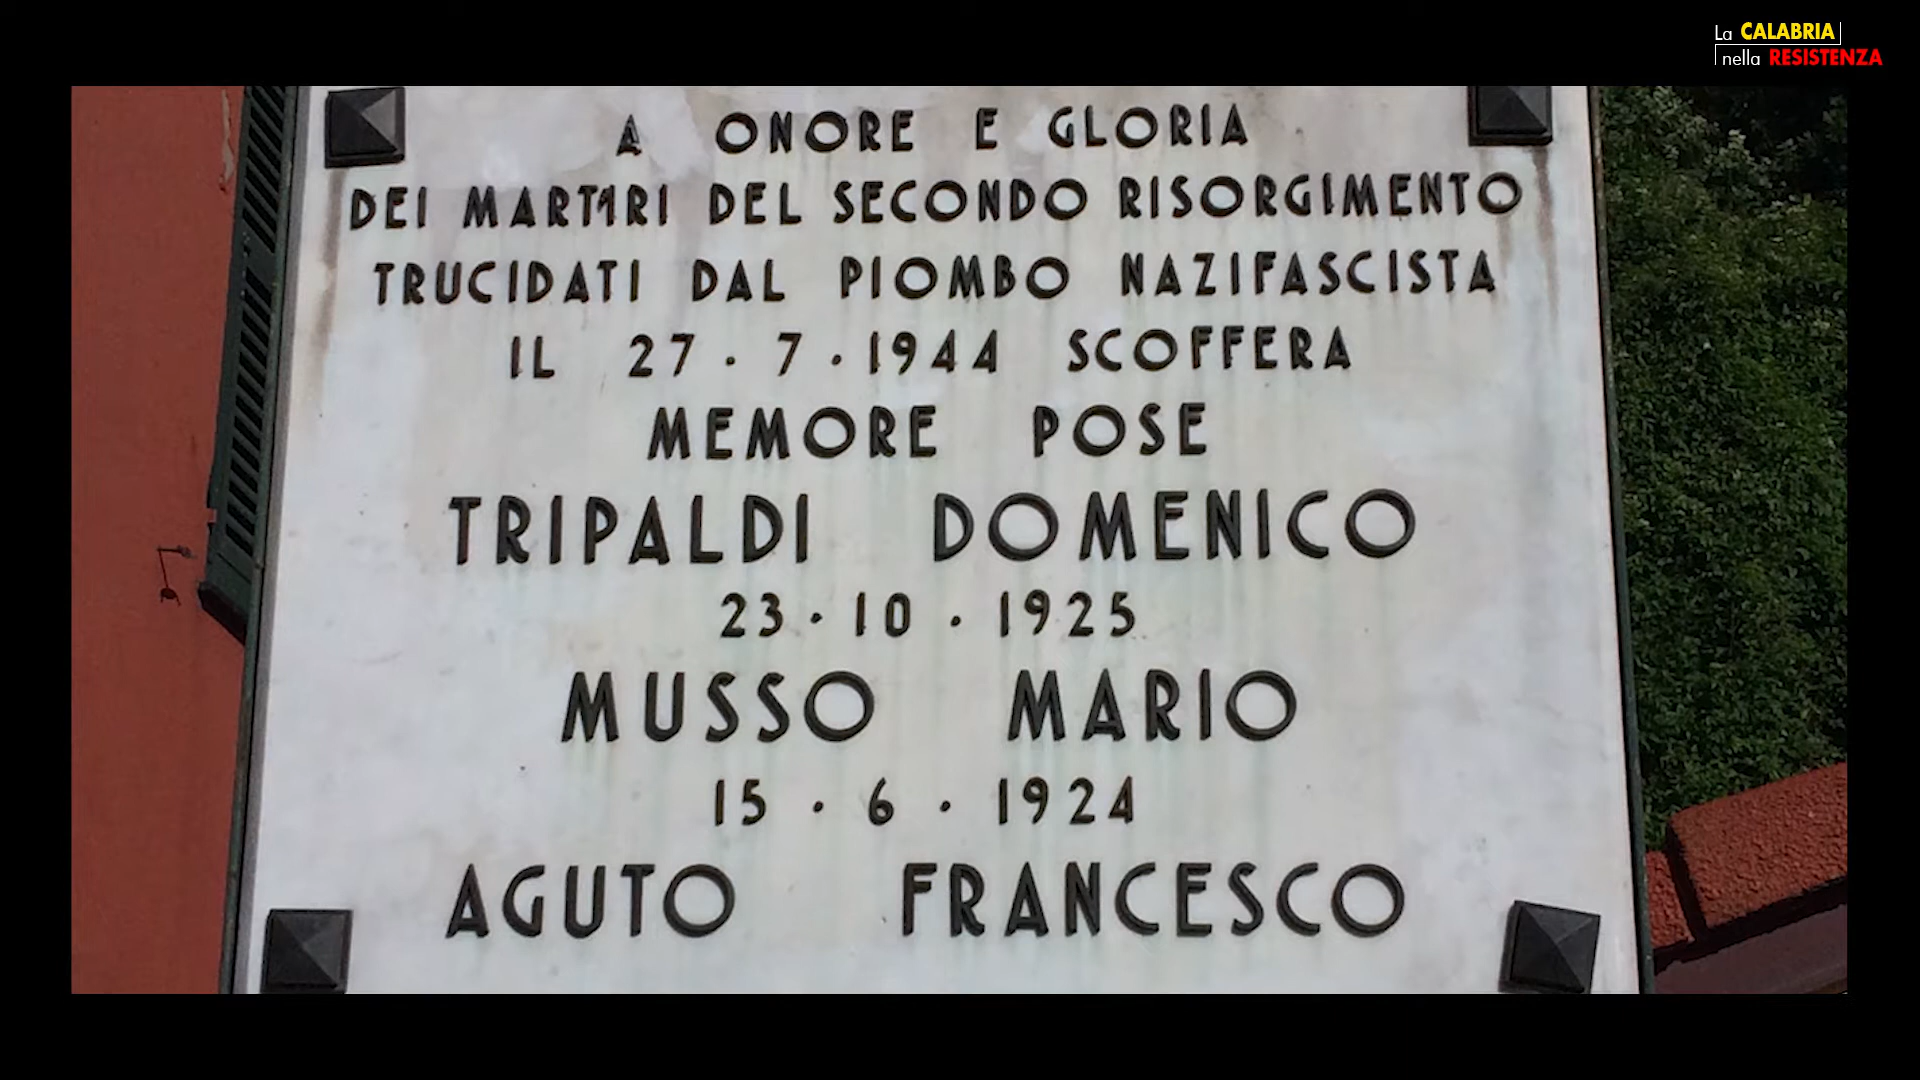 La CALABRIA
nella RESISTENZA
A ONORE E GLORIA
DEI MARTIRI DEL SECONDO RISORGIMENTO
TRUCIDATI DAL PIOMBO NAZIFASCISTA
IL 27 . 7 . 1944 SCOFFERA
MEMORE POSE
TRIPALDI DOMENICO
23 . 10 . 1925
MUSSO MARIO
15 . 6 . 1924
AGUTO FRANCESCO